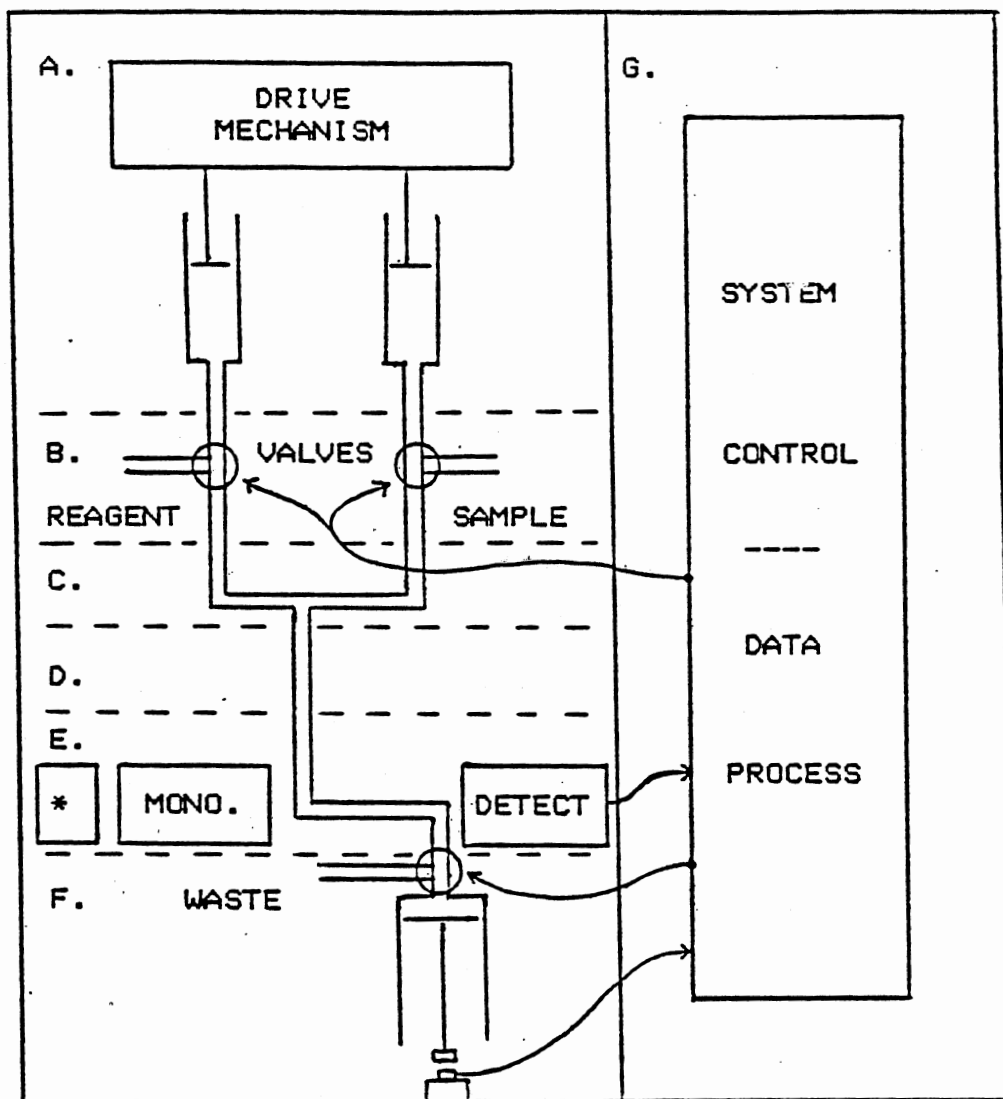 A.
DRIVE
MECHANISM
B.
VALVES
REAGENT
SAMPLE
C.
D.
E.
*
MONO.
DETECT
F.
WASTE
G.
SYSTEM
CONTROL
----
DATA
PROCESS